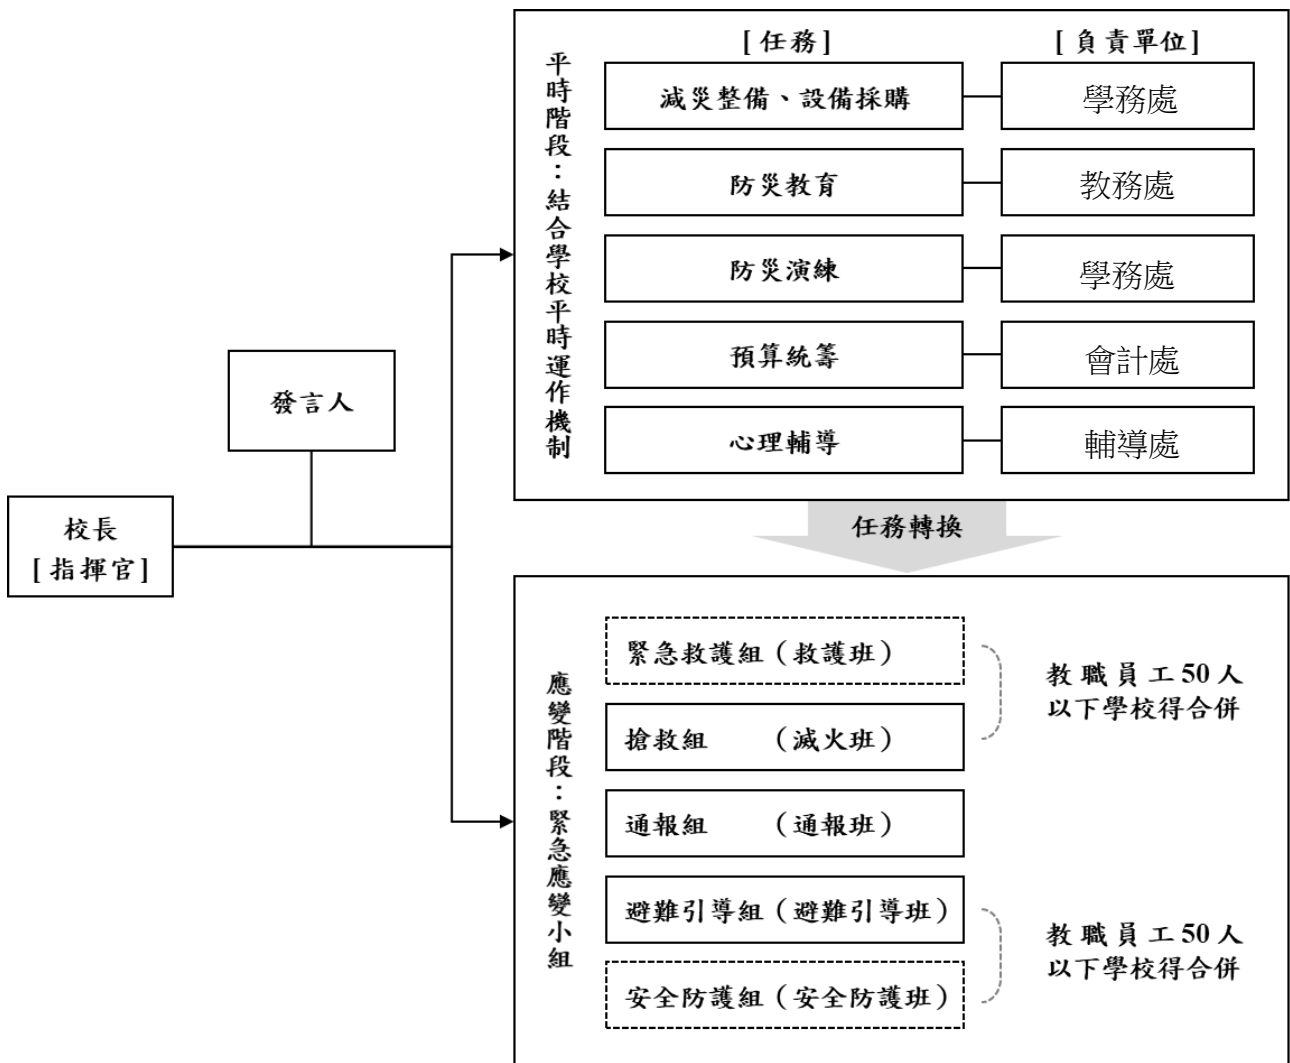 校長
[指揮官]
發言人
平時階段：結合學校平時運作機制
[任務]
[負責單位]
減災整備、設備採購
學務處
防災教育
教務處
防災演練
學務處
預算統籌
會計處
心理輔導
輔導處
任務轉換
應變階段：緊急應變小組
緊急救護組（救護班）
搶救組　　（滅火班）
教職員工50人
以下學校得合併
通報組　　（通報班）
避難引導組（避難引導班）
安全防護組（安全防護班）
教職員工50人
以下學校得合併